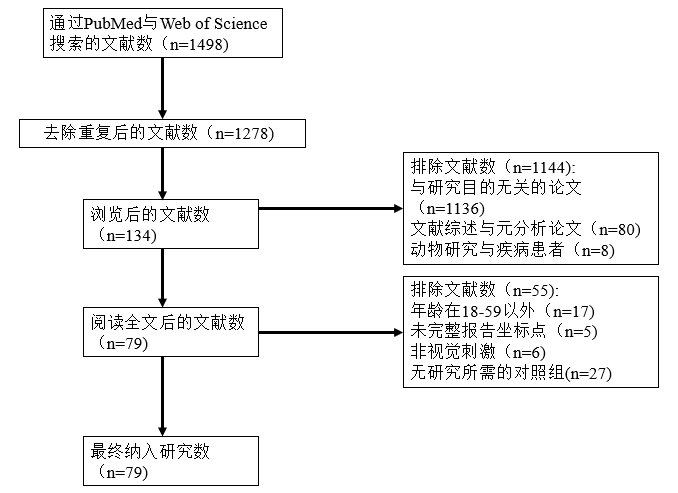 通过PubMed与Web of Science
搜索的文献数（n=1498）
去除重复后的文献数（n=1278）
浏览后的文献数
（n=134）
排除文献数（n=1144）:
与研究目的无关的论文
（n=1136）
文献综述与元分析论文（n=80）
动物研究与疾病患者（n=8）
阅读全文后的文献数
（n=79）
排除文献数（n=55）:
年龄在18-59以外（n=17）
未完整报告坐标点（n=5）
非视觉刺激（n=6）
无研究所需的对照组(n=27）
最终纳入研究数
（n=79）